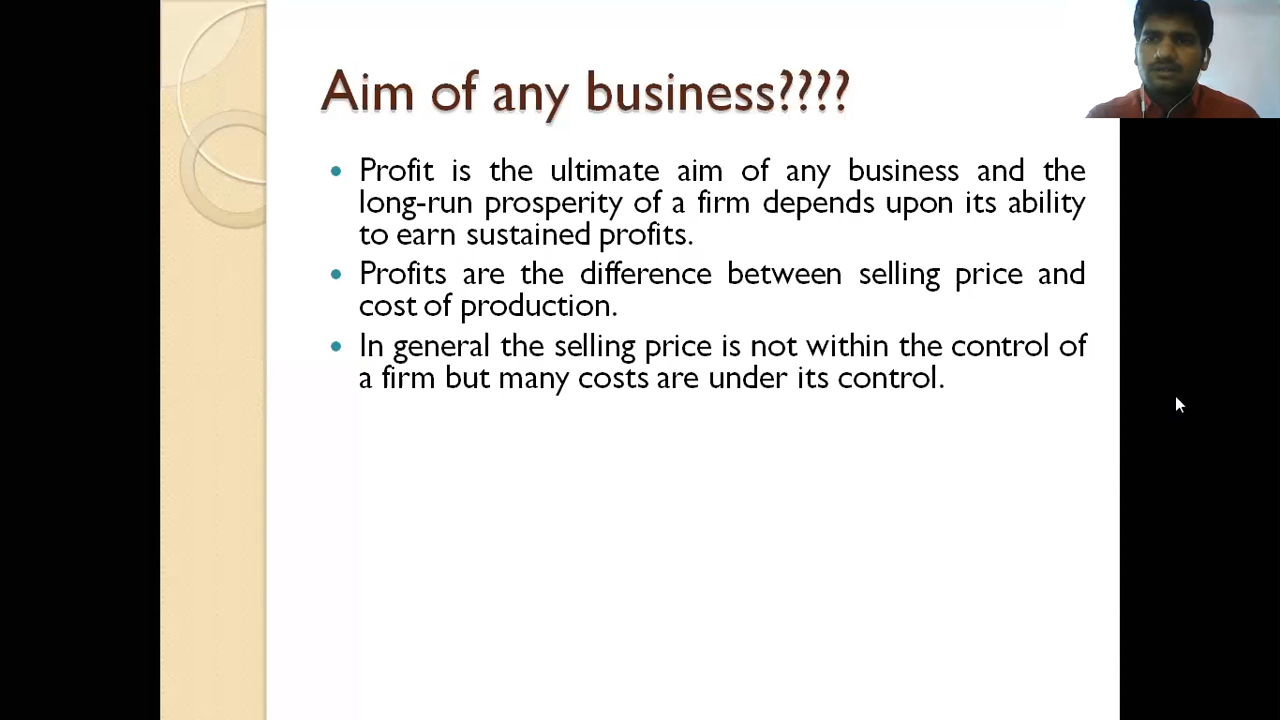 Aim of any business????
• Profit is the ultimate aim of any business and the
long-run prosperity of a firm depends upon its ability
to earn sustained profits.
• Profits are the difference between selling price and
cost of production.
• In general the selling price is not within the control of
a firm but many costs are under its control.